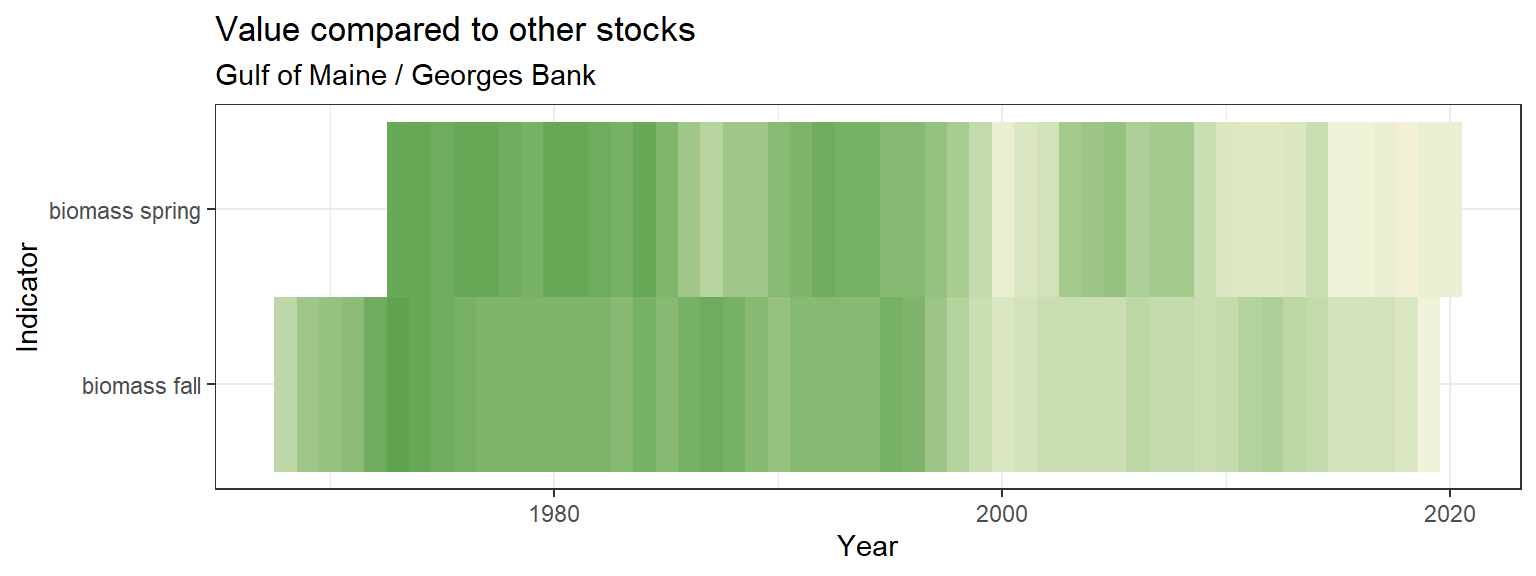 Value compared to other stocks
Gulf of Maine / Georges Bank
Indicator
biomass spring
biomass fall
1980
2000
2020
Year